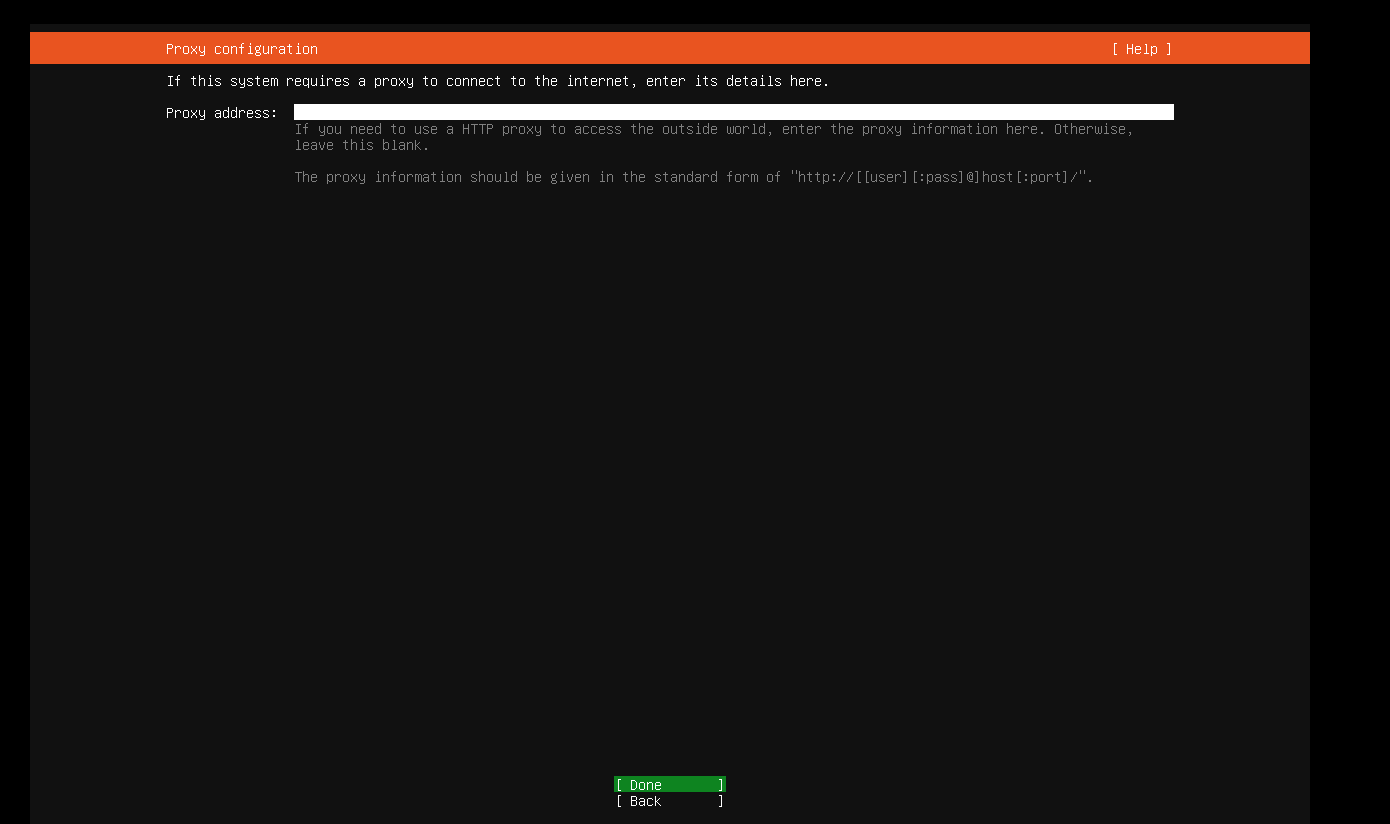 Proxy configuration [ Help ]
If this system requires a proxy to connect to the internet, enter its details here.
Proxy address:
If you need to use a HTTP proxy to access the outside world, enter the proxy information here. Otherwise,
leave this blank.
The proxy information should be given in the standard form of "http://[[user][:pass]@]host[:port]/".
[ Done ]
[ Back ]